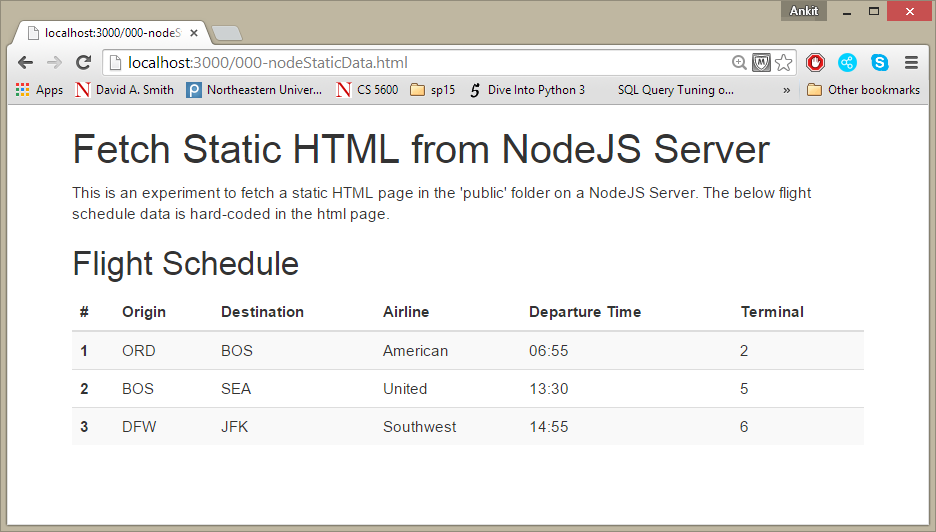 Ankit
localhost:3000/000-nodeS
localhost:3000/000-nodeStaticData.html
Apps David A. Smith Northeastern Univer... CS 5600 sp15 Dive Into Python 3 SQL Query Tuning o... » Other bookmarks
Fetch Static HTML from NodeJS Server
This is an experiment to fetch a static HTML page in the 'public' folder on a NodeJS Server. The below flight
schedule data is hard-coded in the html page.
Flight Schedule
# Origin Destination Airline Departure Time Terminal
1 ORD BOS American 06:55 2
2 BOS SEA United 13:30 5
3 DFW JFK Southwest 14:55 6